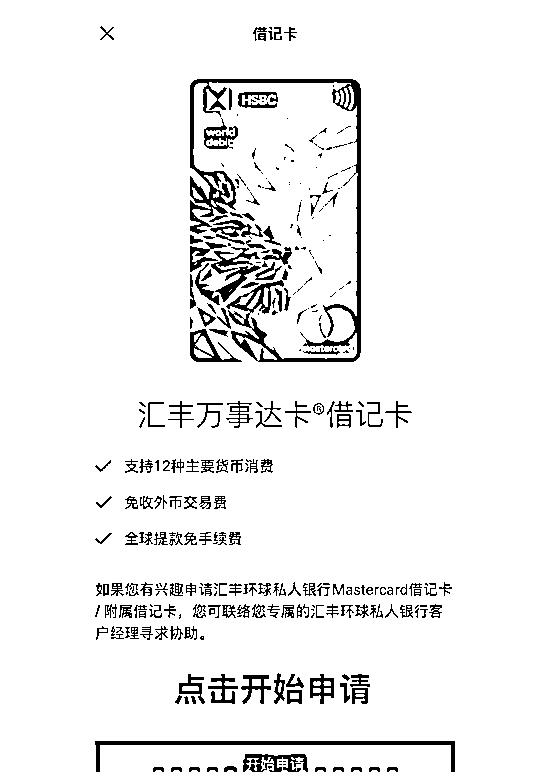 借记卡
HSBC
world
debit
mastercard
汇丰万事达卡®借记卡
支持12种主要货币消费
免收外币交易费
全球提款免手续费
如果您有兴趣申请汇丰环球私人银行Mastercard借记卡
/ 附属借记卡，您可联络您专属的汇丰环球私人银行客
户经理寻求协助。
点击开始申请
开始申请